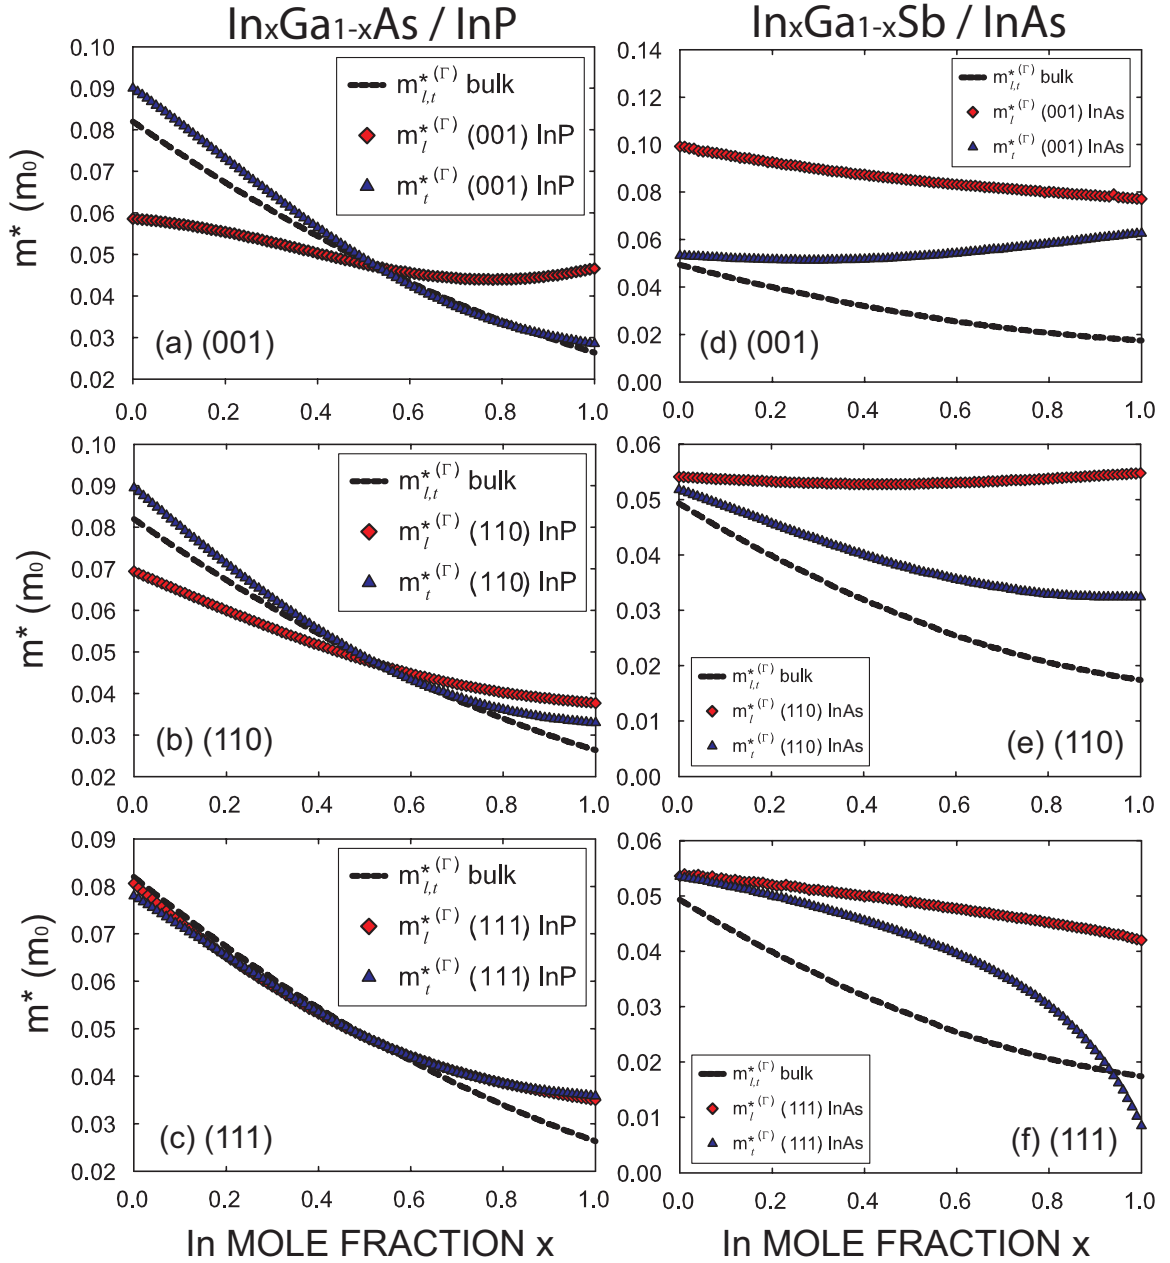 InxGa1-xAs / InP
InxGa1-xSb / InAs
0.10
0.09
0.08
0.07
0.06
0.05
0.04
0.03
0.02
m* (m0)
m*(Γ)l,t bulk
m*(Γ)l (001) InP
m*(Γ)t (001) InP
(a) (001)
0.0 0.2 0.4 0.6 0.8 1.0
0.14
0.12
0.10
0.08
0.06
0.04
0.02
0.00
m*(Γ)l,t bulk
m*(Γ)l (001) InAs
m*(Γ)t (001) InAs
(d) (001)
0.0 0.2 0.4 0.6 0.8 1.0
0.10
0.09
0.08
0.07
0.06
0.05
0.04
0.03
0.02
m* (m0)
m*(Γ)l,t bulk
m*(Γ)l (110) InP
m*(Γ)t (110) InP
(b) (110)
0.0 0.2 0.4 0.6 0.8 1.0
0.06
0.05
0.04
0.03
0.02
0.01
0.00
m*(Γ)l,t bulk
m*(Γ)l (110) InAs
m*(Γ)t (110) InAs
(e) (110)
0.0 0.2 0.4 0.6 0.8 1.0
0.09
0.08
0.07
0.06
0.05
0.04
0.03
0.02
m* (m0)
m*(Γ)l,t bulk
m*(Γ)l (111) InP
m*(Γ)t (111) InP
(c) (111)
0.0 0.2 0.4 0.6 0.8 1.0
In MOLE FRACTION x
0.06
0.05
0.04
0.03
0.02
0.01
0.00
m*(Γ)l,t bulk
m*(Γ)l (111) InAs
m*(Γ)t (111) InAs
(f) (111)
0.0 0.2 0.4 0.6 0.8 1.0
In MOLE FRACTION x